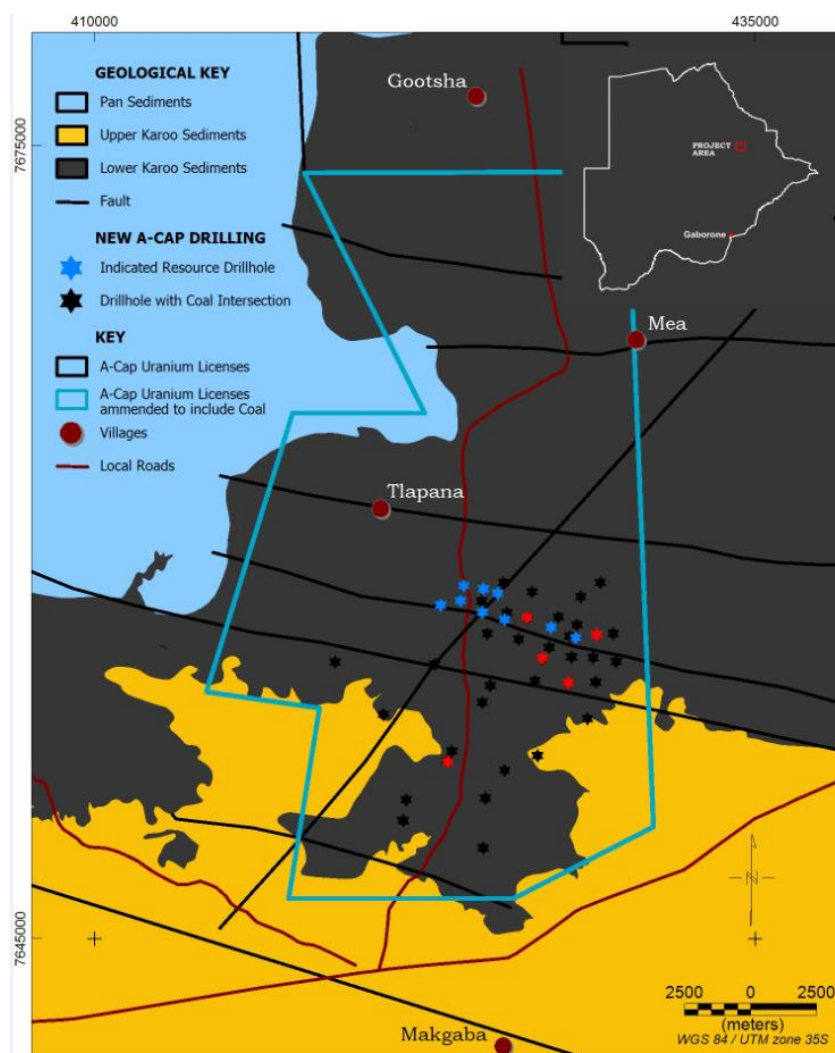 410000
435000
7675000
7645000
GEOLOGICAL KEY
Pan Sediments
Upper Karoo Sediments
Lower Karoo Sediments
Fault
NEW A-CAP DRILLING
Indicated Resource Drillhole
Drillhole with Coal Intersection
KEY
A-Cap Uranium Licenses
A-Cap Uranium Licenses
ammended to include Coal
Villages
Local Roads
Gootsha
PROJECT
AREA
Gaborone
Mea
Tlapana
N
2500 0 2500
(meters)
WGS 84 / UTM zone 35S
Makgaba